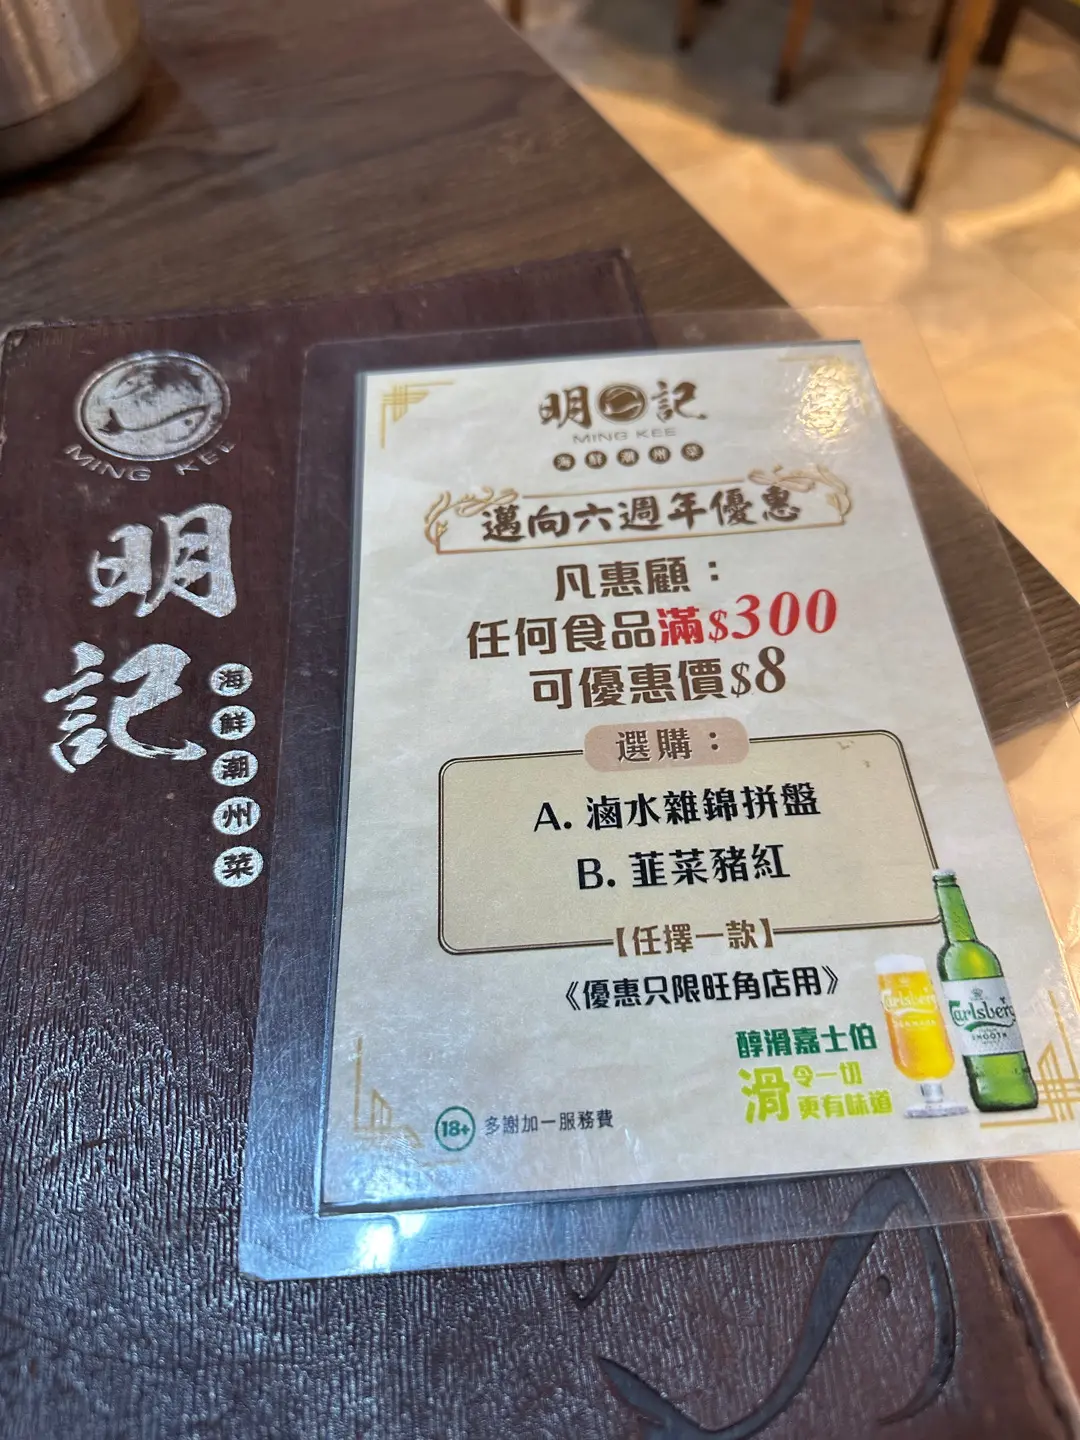 MING KEE
明
記
海鮮潮州菜
明記
MING KEE
海鮮潮州菜
邁向六週年優惠
凡惠顧：
任何食品滿$300
可優惠價$8
選購：
A. 滷水雜錦拼盤
B. 韮菜豬紅
【任擇一款】
《優惠只限旺角店用》
Carlsberg
DENMARK
Carlsberg
SMOOTH
醇滑嘉士伯
滑令一切
更有味道
18+ 多謝加一服務費